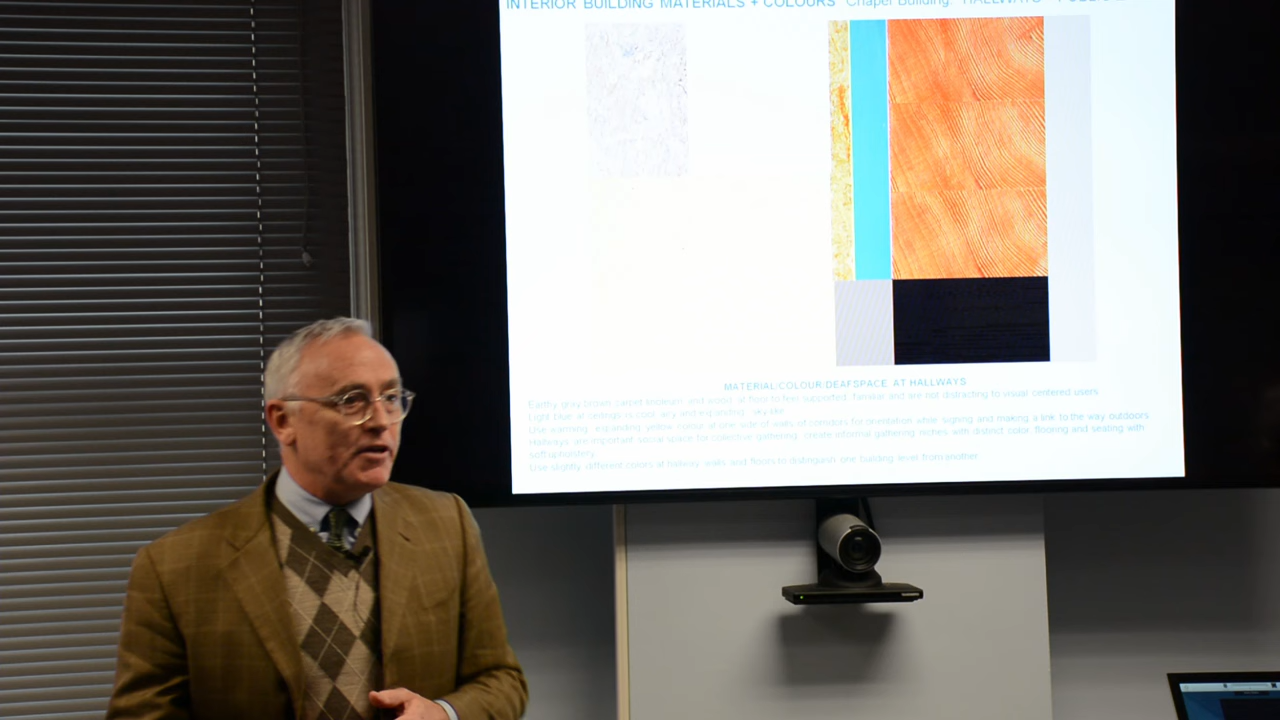 INTERIOR BUILDING MATERIALS + COLOURS Chapel Building: HALLWAYS
MATERIAL:COLOUR:DEAFSPACE AT HALLWAYS
Earthy gray brown carpet and wood at floor to feel supported, familiar and are not distracting to visual centered users
Light blue at ceilings is cool, airy and expanding, sky like
Use warming, expanding yellow colour at one side of walls of corridors for orientation while signing and making a link to the way outdoors
Hallways are important social space for collective gathering, create informal gathering niches with distinct color, flooring and seating with
soft upholstery.
Use slightly different colors at hallway walls and floors to distinguish one building level from another